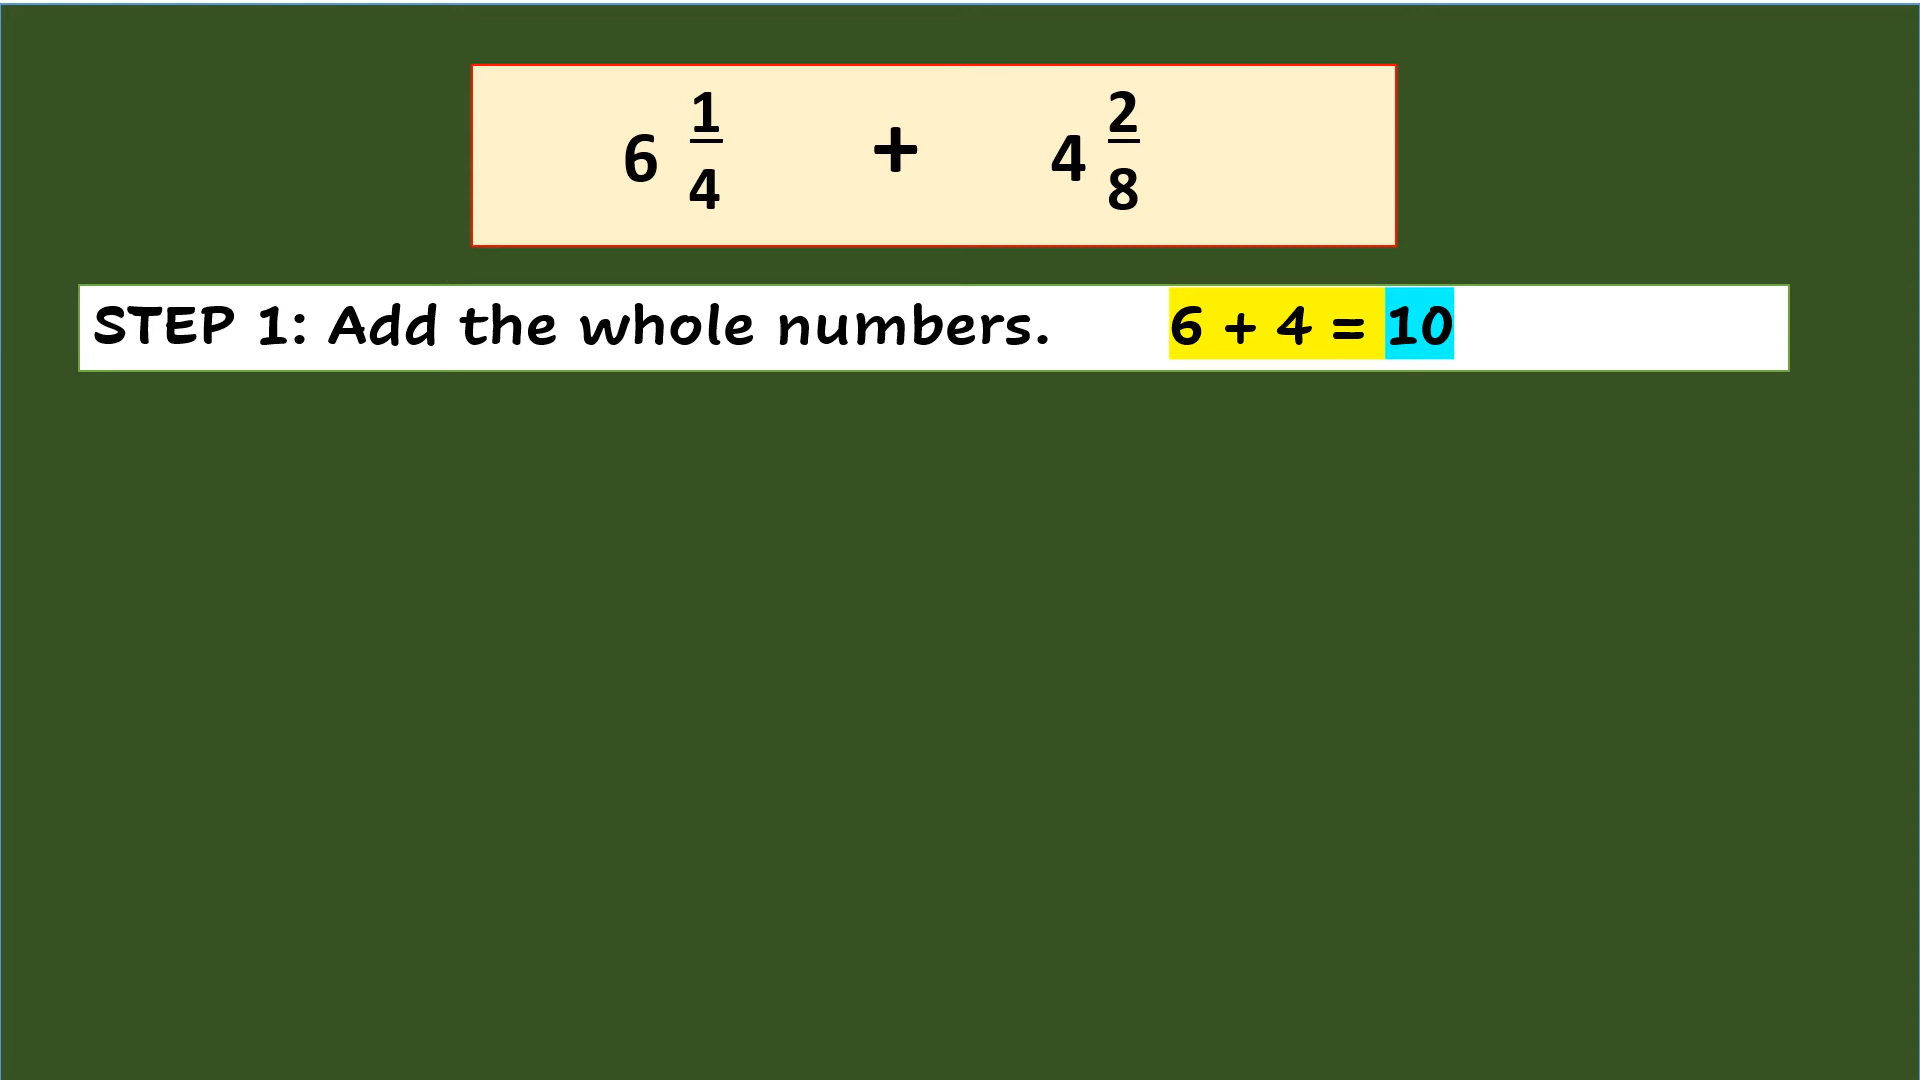 6 1/4 + 4 2/8
STEP 1: Add the whole numbers. 6 + 4 = 10